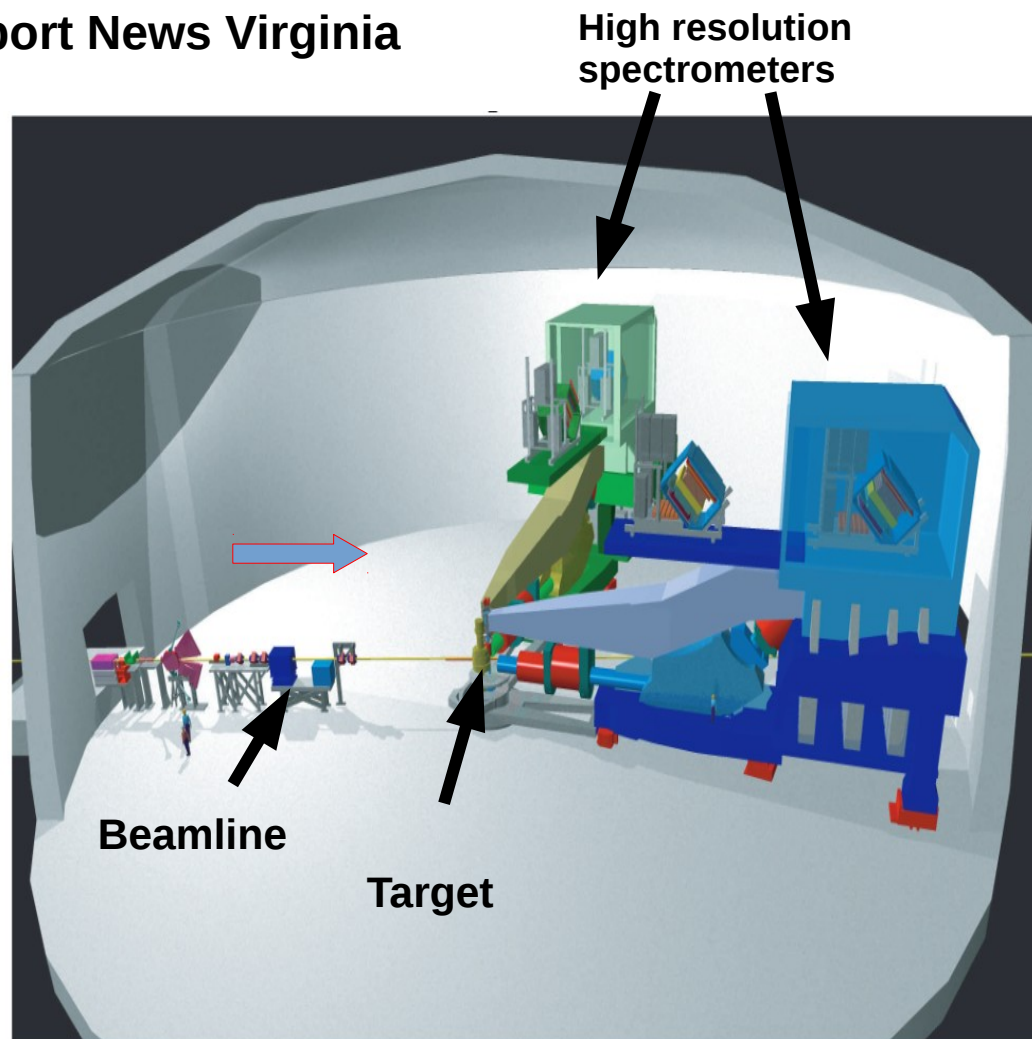 port News Virginia
High resolution
spectrometers
Beamline
Target